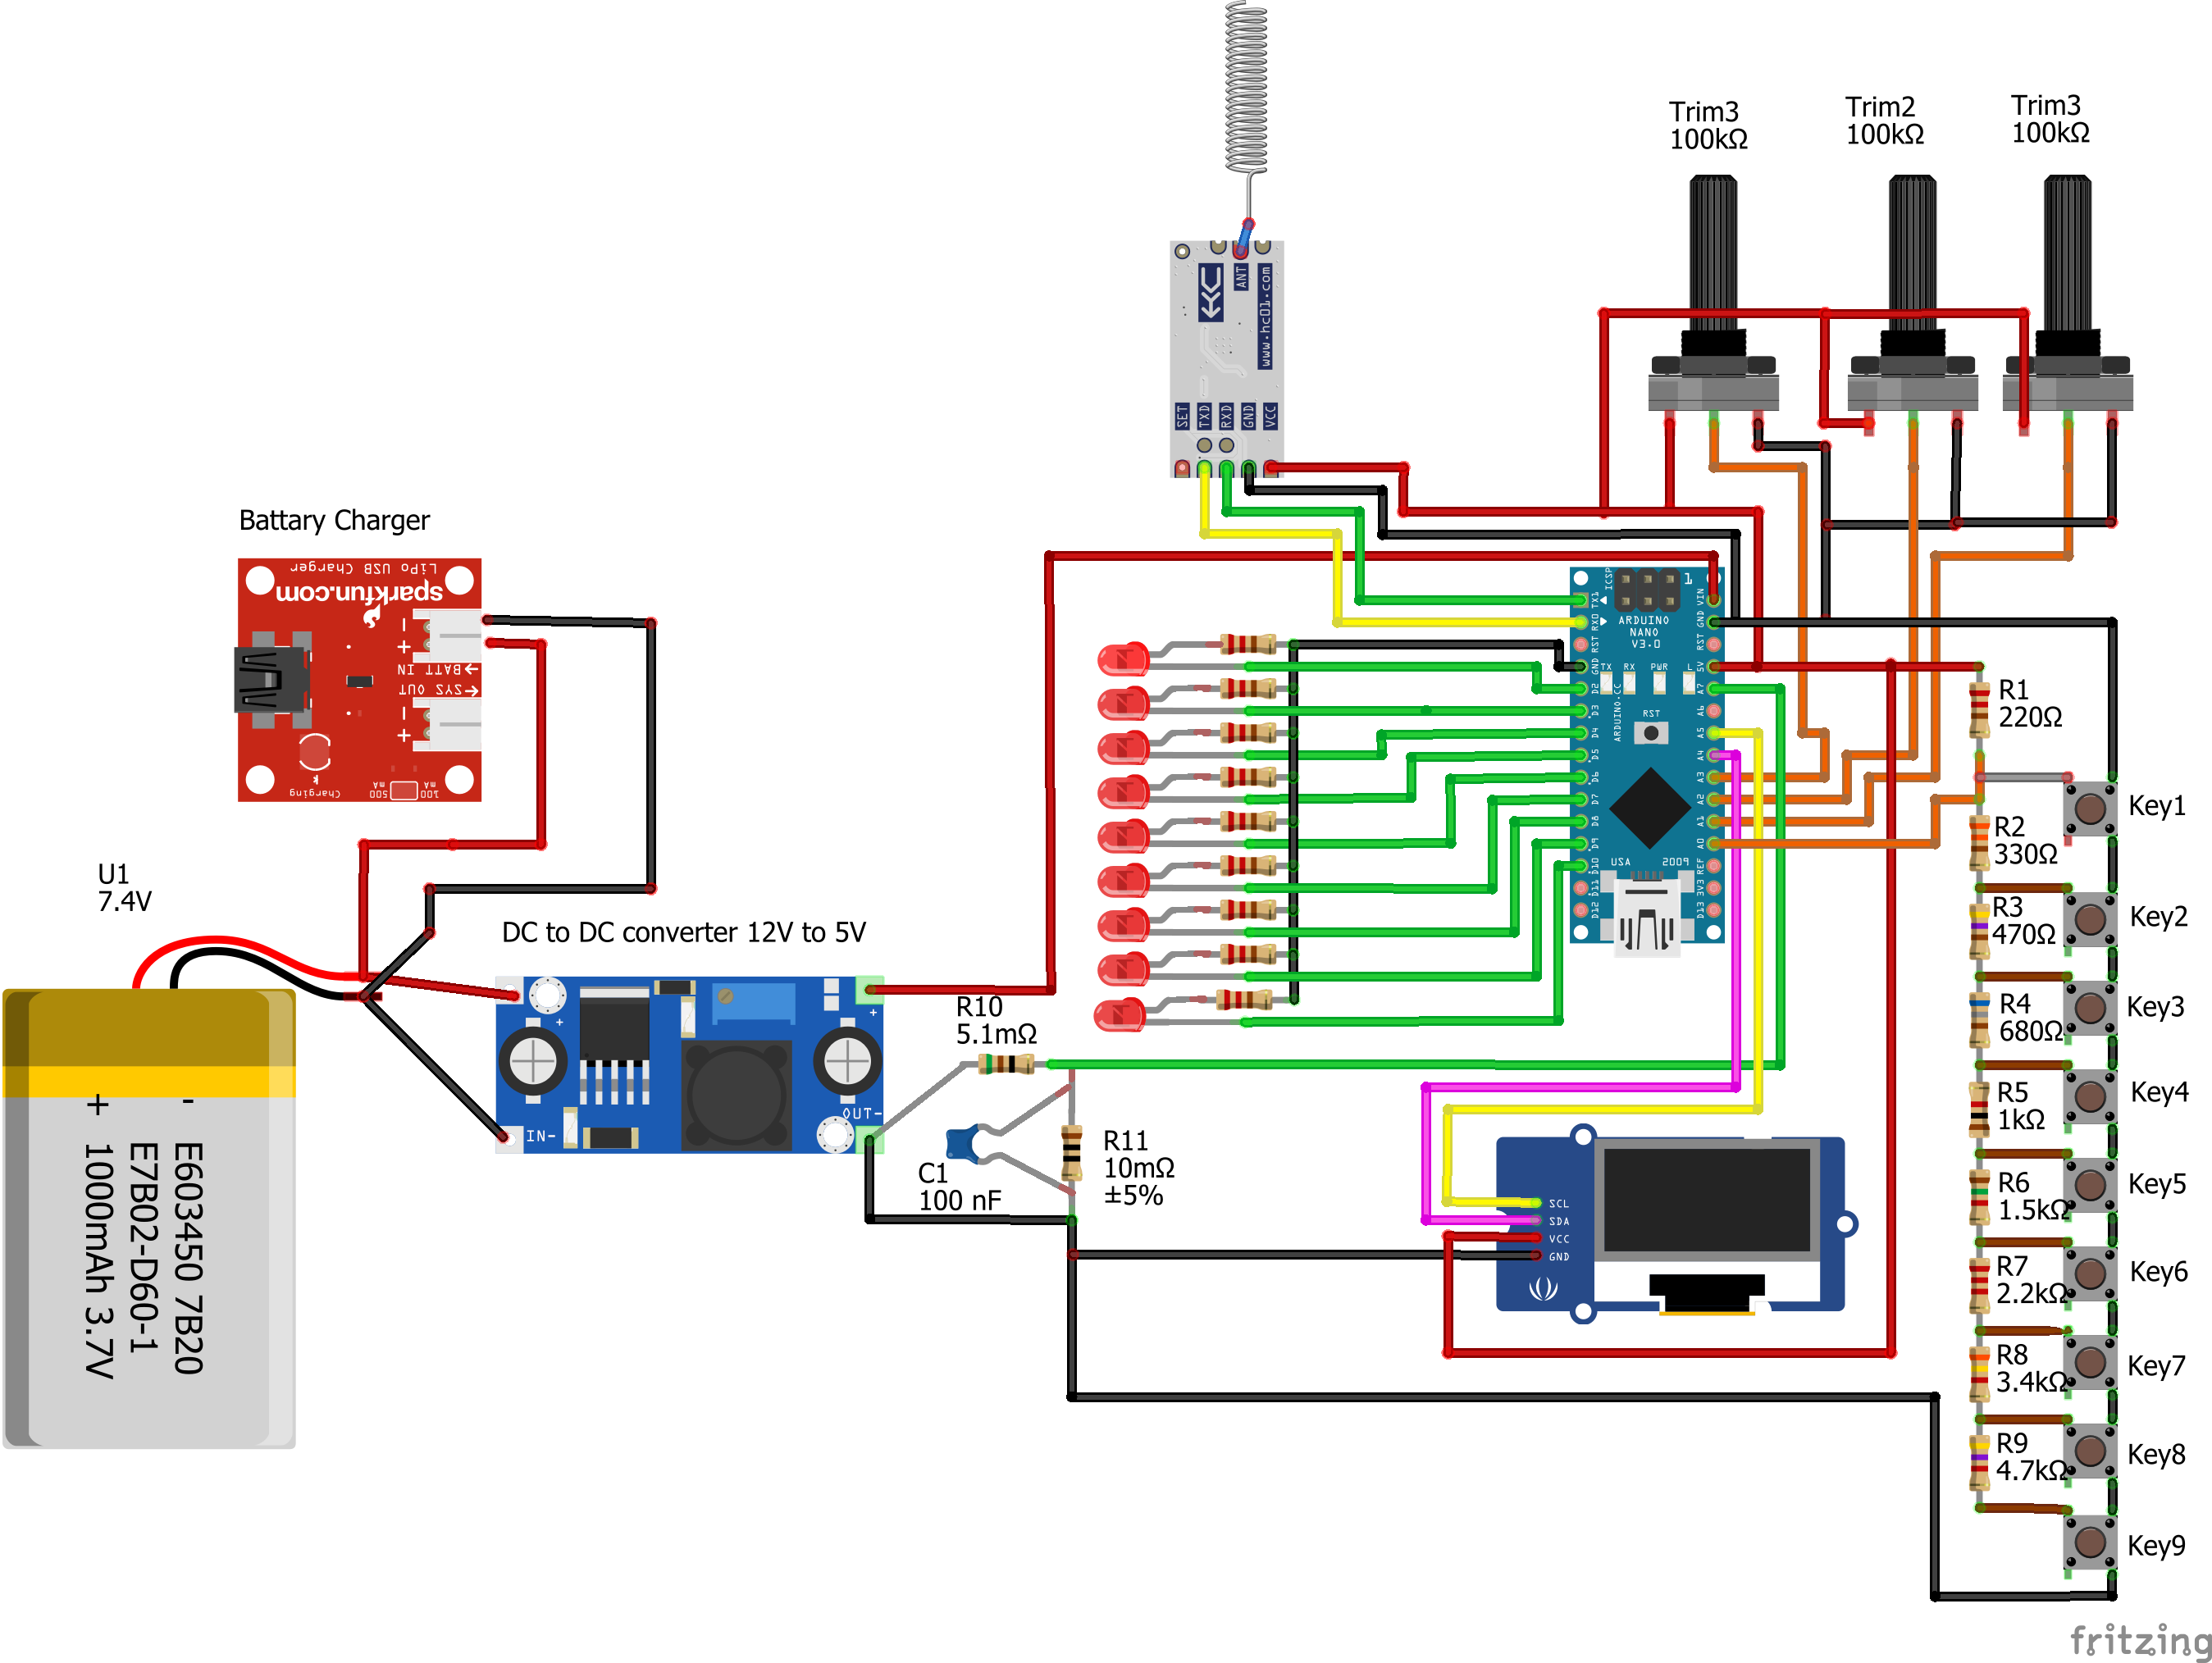 Trim3
100kΩ
Trim2
100kΩ
Trim3
100kΩ
ANT
www.hc01.com
SET
TXD
RXD
GND
VCC
Battary Charger
LiPo USB Charger
sparkfun.com
BATT IN
SYS OUT
-
+
-
+
Charging
500 mA
100 mA
U1
7.4V
+ -
E603450 7B20
E7B02-D60-1
1000mAh 3.7V
DC to DC converter 12V to 5V
+
+
IN-
OUT-
R10
5.1mΩ
C1
100 nF
R11
10mΩ
±5%
ICSP
1
ARDUINO
NANO
V3.0
TX1
RX0
RST
GND
D2
D3
D4
D5
D6
D7
D8
D9
D10
D11
D12
VIN
GND
RST
5V
A7
A6
A5
A4
A3
A2
A1
A0
REF
3V3
D13
TX
RX
PWR
L
RST
ARDUINO.CC
USA
2009
SCL
SDA
VCC
GND
R1
220Ω
R2
330Ω
R3
470Ω
R4
680Ω
R5
1kΩ
R6
1.5kΩ
R7
2.2kΩ
R8
3.4kΩ
R9
4.7kΩ
Key1
Key2
Key3
Key4
Key5
Key6
Key7
Key8
Key9
fritzing